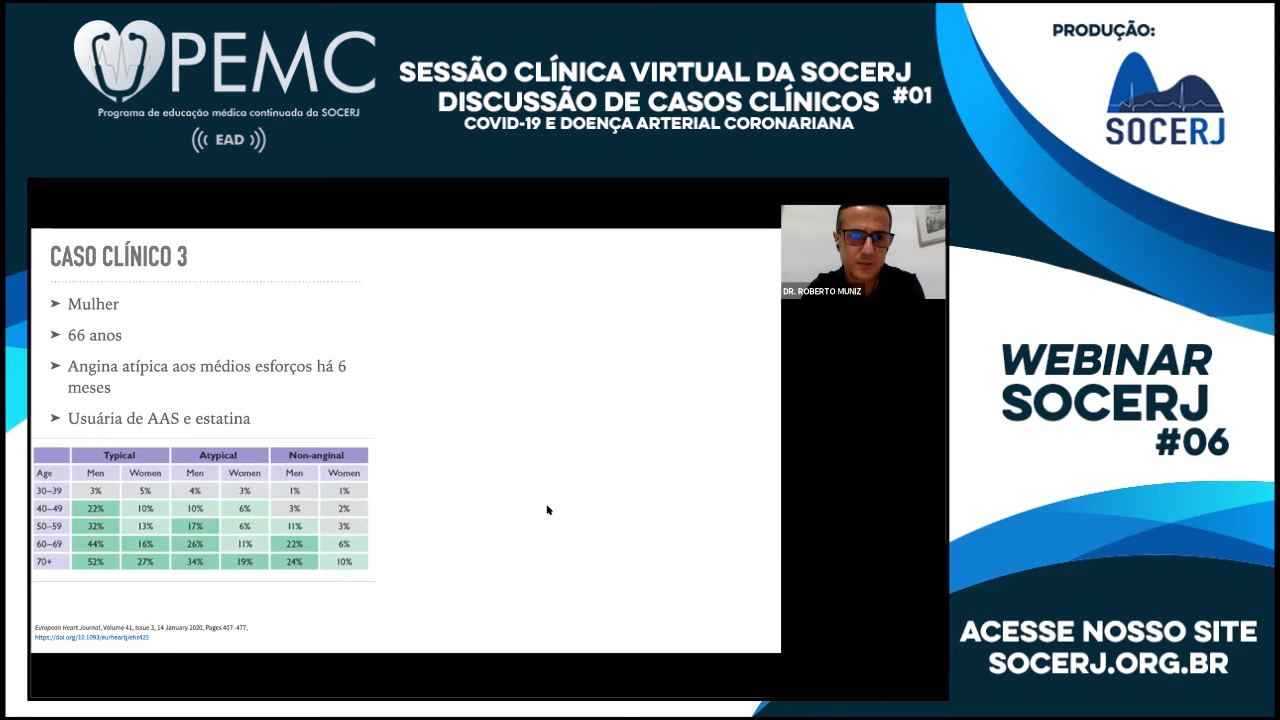 PEMC
Programa de educação médica continuada da SOCERJ
EAD
SESSÃO CLÍNICA VIRTUAL DA SOCERJ
DISCUSSÃO DE CASOS CLÍNICOS #01
COVID-19 E DOENÇA ARTERIAL CORONARIANA
PRODUÇÃO:
SOCERJ
CASO CLÍNICO 3
➤ Mulher
➤ 66 anos
➤ Angina atípica aos médios esforços há 6
meses
➤ Usuária de AAS e estatina
Typical Atypical Non-anginal
Age Men Women Men Women Men Women
30–39 3% 5% 4% 3% 1% 1%
40–49 22% 10% 10% 6% 3% 2%
50–59 32% 13% 17% 6% 11% 3%
60–69 44% 16% 26% 11% 22% 6%
70+ 52% 27% 34% 19% 24% 10%
European Heart Journal, Volume 41, Issue 3, 14 January 2020, Pages 407–477,
https://doi.org/10.1093/eurheartj/ehz425
DR. ROBERTO MUNIZ
WEBINAR
SOCERJ
#06
ACESSE NOSSO SITE
SOCERJ.ORG.BR